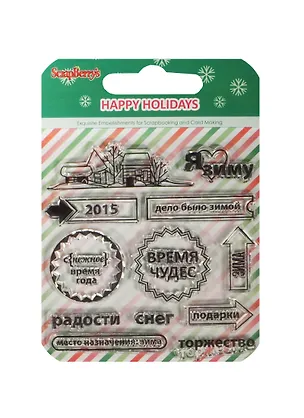 ScrapBerry's
HAPPY HOLIDAYS
Exquisite Embellishments for Scrapbooking and Card Making
Я
зиму
2015
дело было зимой
снежное
время
года
ВРЕМЯ
ЧУДЕС
ЗИМА
радости
снег
подарки
торжество
место назначения: зима